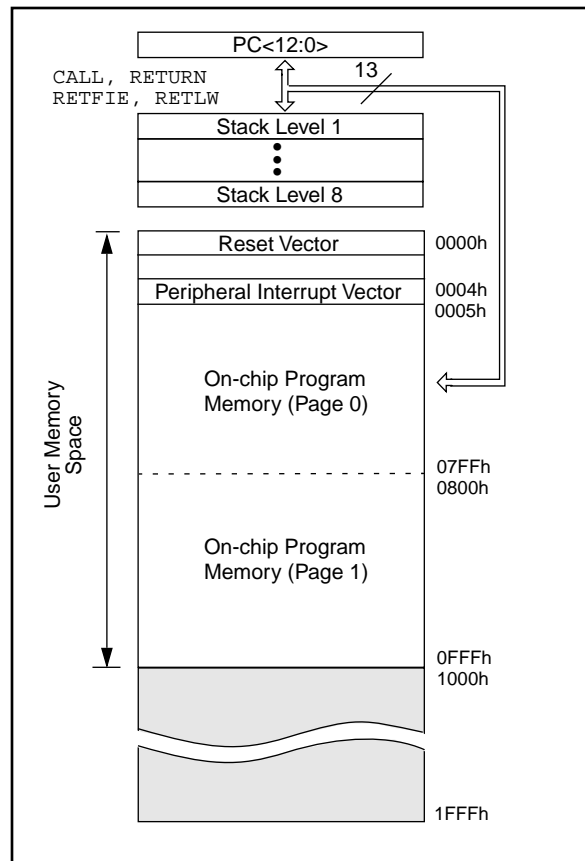 PC<12:0>
CALL, RETURN
RETFIE, RETLW
13
Stack Level 1
Stack Level 8
Reset Vector
0000h
Peripheral Interrupt Vector
0004h
0005h
On-chip Program
Memory (Page 0)
User Memory
Space
07FFh
0800h
On-chip Program
Memory (Page 1)
0FFFh
1000h
1FFFh